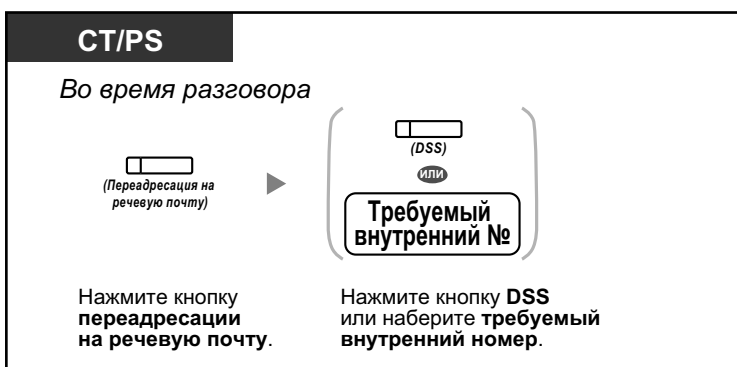 CT/PS
Во время разговора
(Переадресация на
речевую почту)
(DSS)
ИЛИ
Требуемый
внутренний №
Нажмите кнопку
переадресации
на речевую почту.
Нажмите кнопку DSS
или наберите требуемый
внутренний номер.